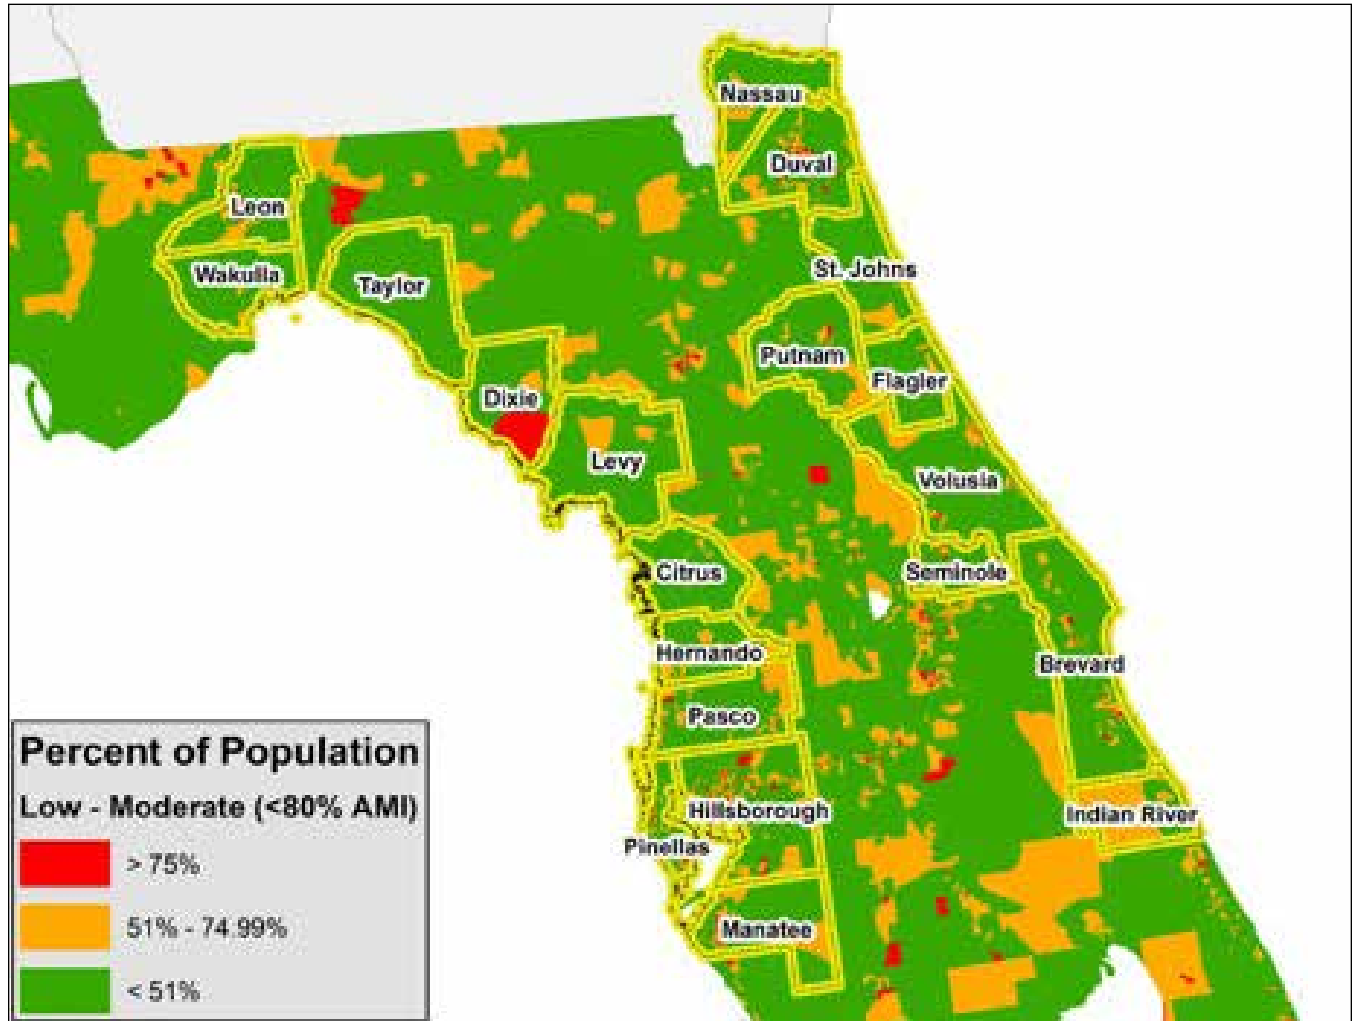 Nassau
Duval
Leon
St. Johns
Wakulla
Taylor
Putnam
Flagler
Dixie
Levy
Volusia
Citrus
Seminole
Hernando
Brevard
Pasco
Hillsborough
Indian River
Pinellas
Manatee
Percent of Population
Low - Moderate (<80% AMI)
> 75%
51% - 74.99%
< 51%